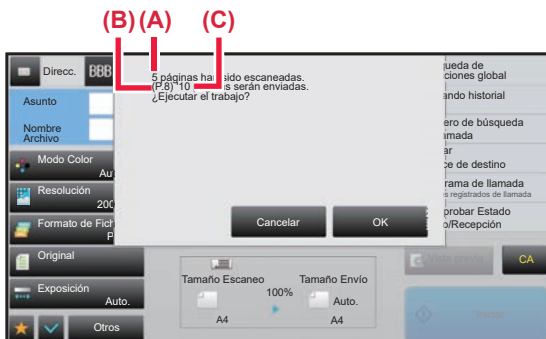 (B) (A) (C)
Direcc.
BBB
5 páginas han sido escaneadas.
(P.8) *10 serán enviadas.
¿Ejecutar el trabajo?
Asunto
Nombre
Archivo
Modo Color
Resolución
200
Formato de
Original
Exposición
Auto.
Otros
Cancelar
OK
Tamaño Escaneo
100%
Tamaño Envío
Auto.
A4
A4
ueda de
ciones global
ando historial
ero de búsqueda
amada
ar
ce de destino
rama de llamada
s registrados de llamada
probar Estado
o/Recepción
Vista previa
CA
Iniciar